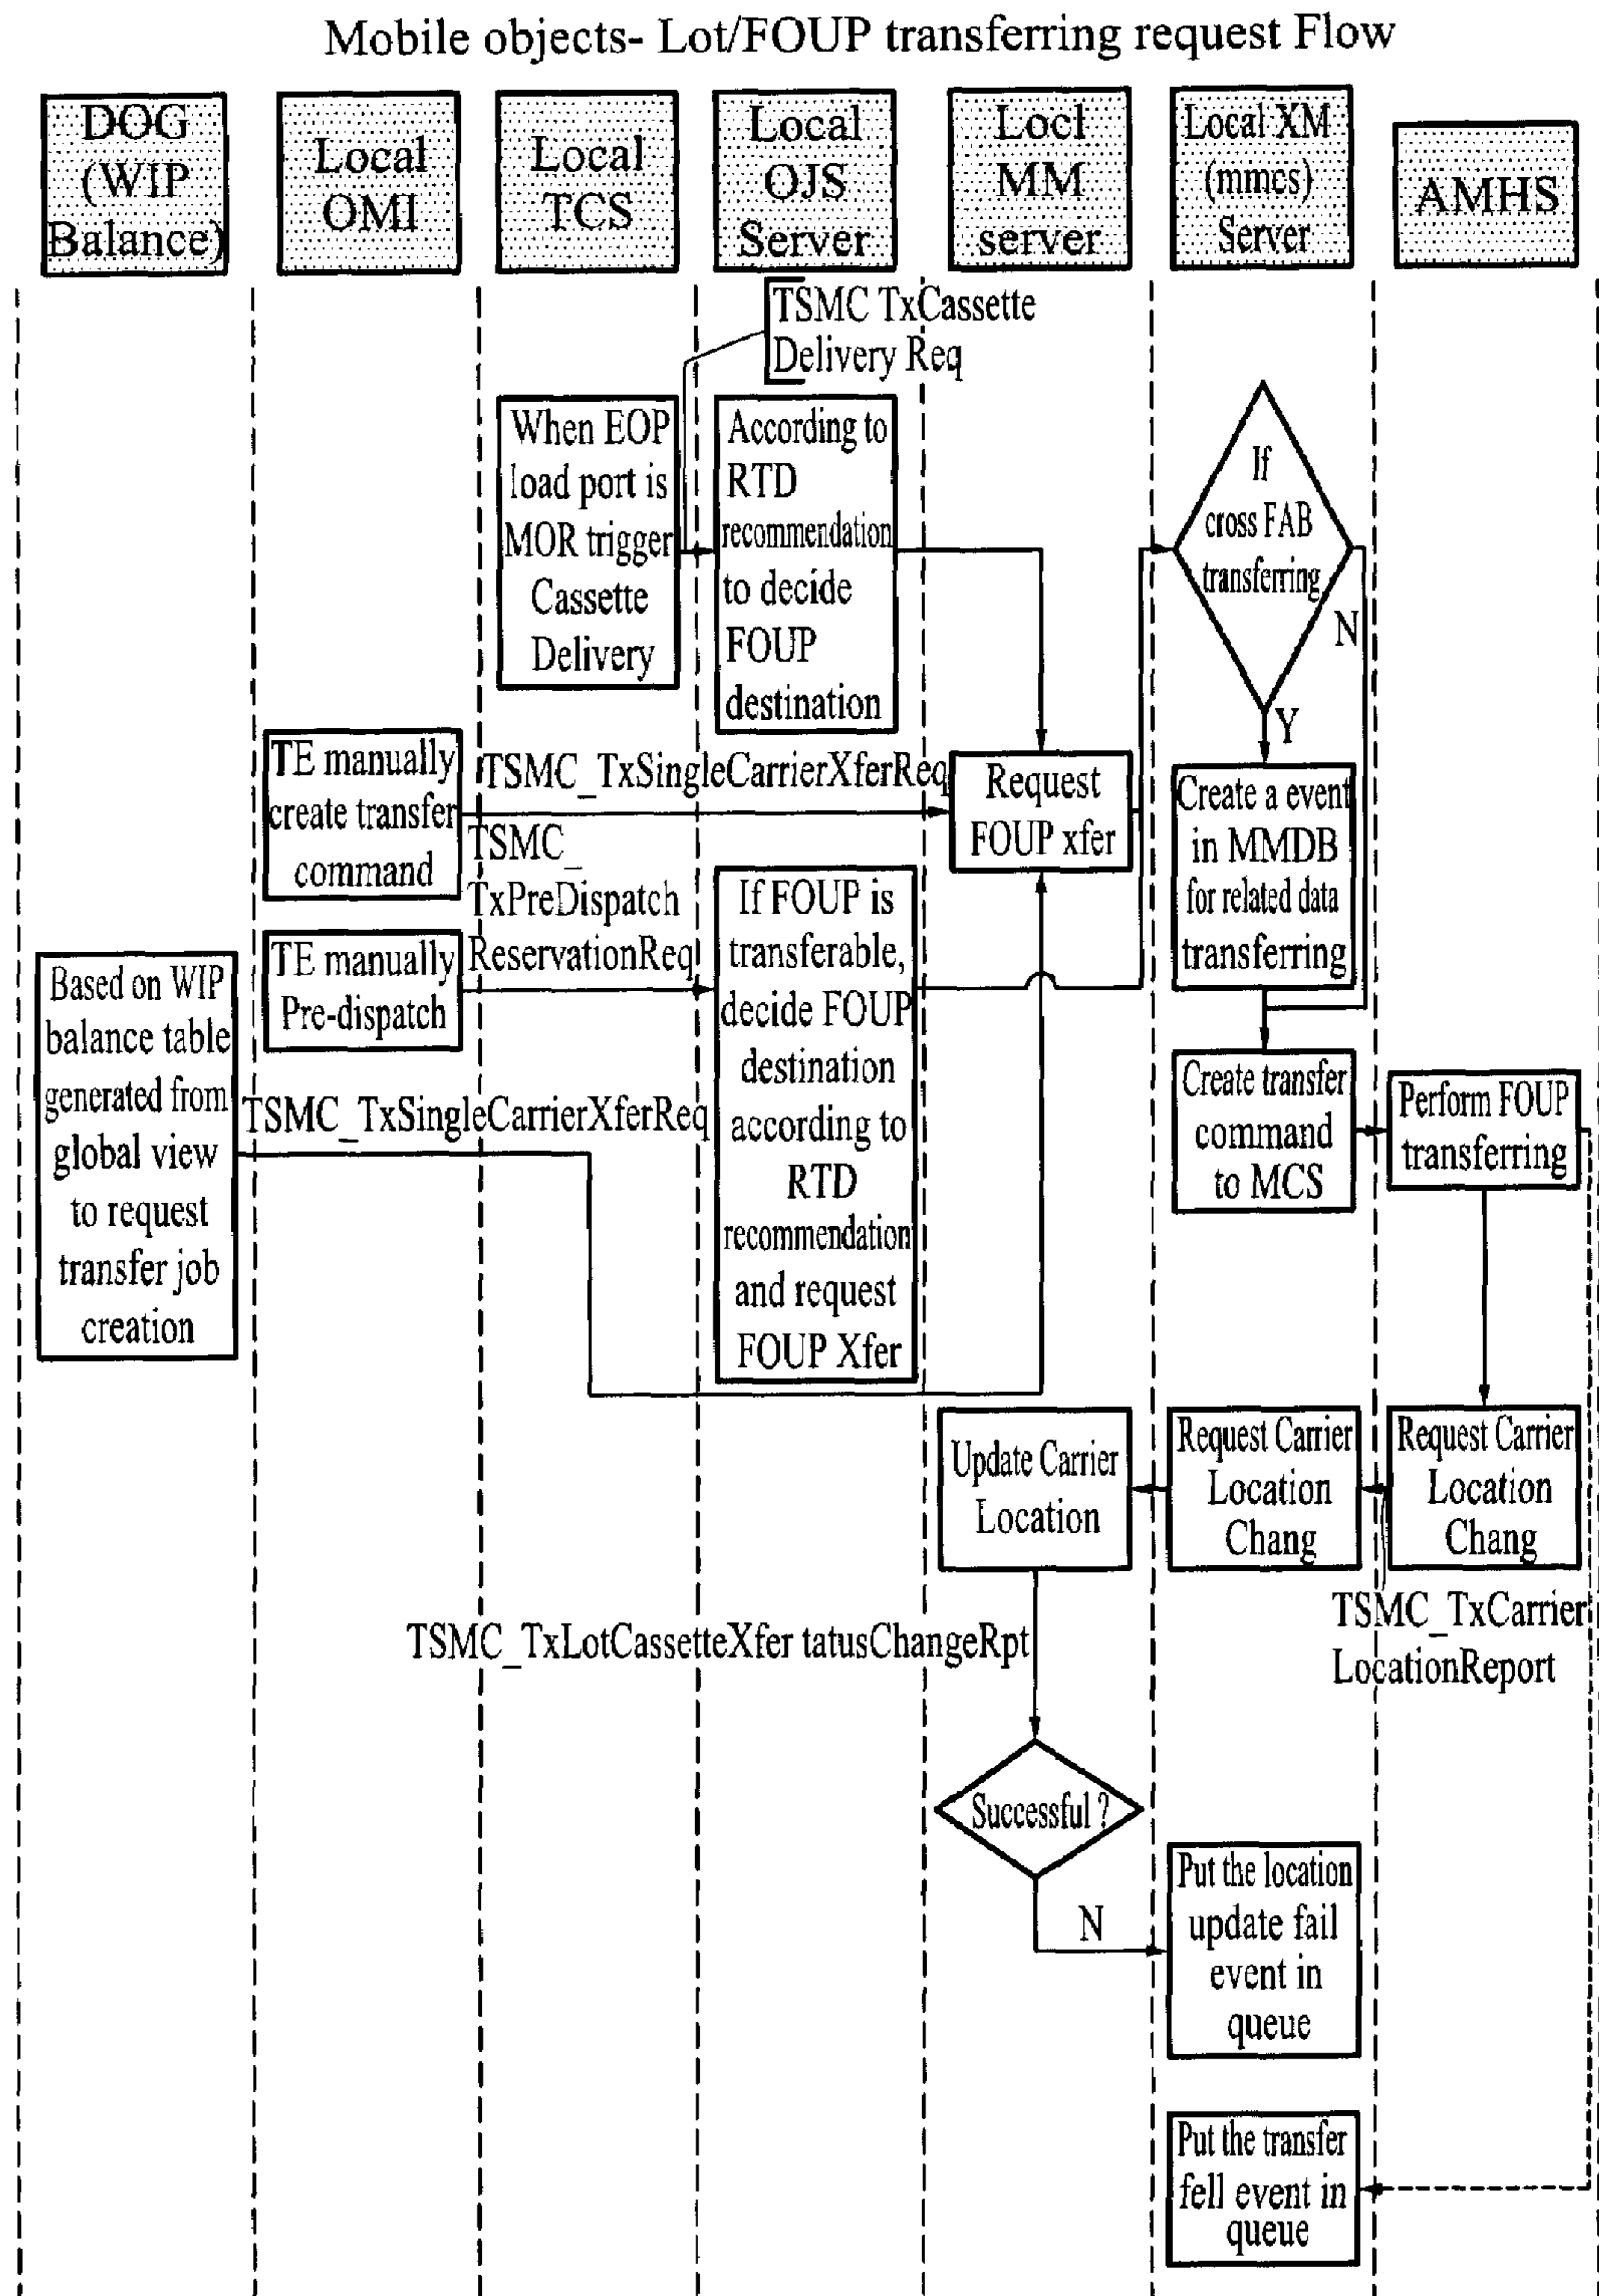 Mobile objects- Lot/FOUP transferring request Flow
DOG
(WIP
Balance)
Local
OMI
Local
TCS
Local
OJS
Server
Locl
MM
server
Local XM
(mmcs)
Server
AMHS
TSMC TxCassette
Delivery Req
When EOP
load port is
MOR trigger
Cassette
Delivery
According to
RTD
recommendation
to decide
FOUP
destination
If
cross FAB
transferring
N
Y
TE manually
create transfer
command
TSMC_TxSingleCarrierXferReq
Request
FOUP xfer
Create a event
in MMDB
for related data
transferring
TSMC_
TxPreDispatch
ReservationReq
TE manually
Pre-dispatch
If FOUP is
transferable,
decide FOUP
destination
according to
RTD
recommendation
and request
FOUP Xfer
Based on WIP
balance table
generated from
global view
to request
transfer job
creation
TSMC_TxSingleCarrierXferReq
Create transfer
command
to MCS
Perform FOUP
transferring
Update Carrier
Location
Request Carrier
Location
Chang
Request Carrier
Location
Chang
TSMC_TxCarrier
LocationReport
TSMC_TxLotCassetteXfer tatusChangeRpt
Successful ?
N
Put the location
update fail
event in
queue
Put the transfer
fell event in
queue